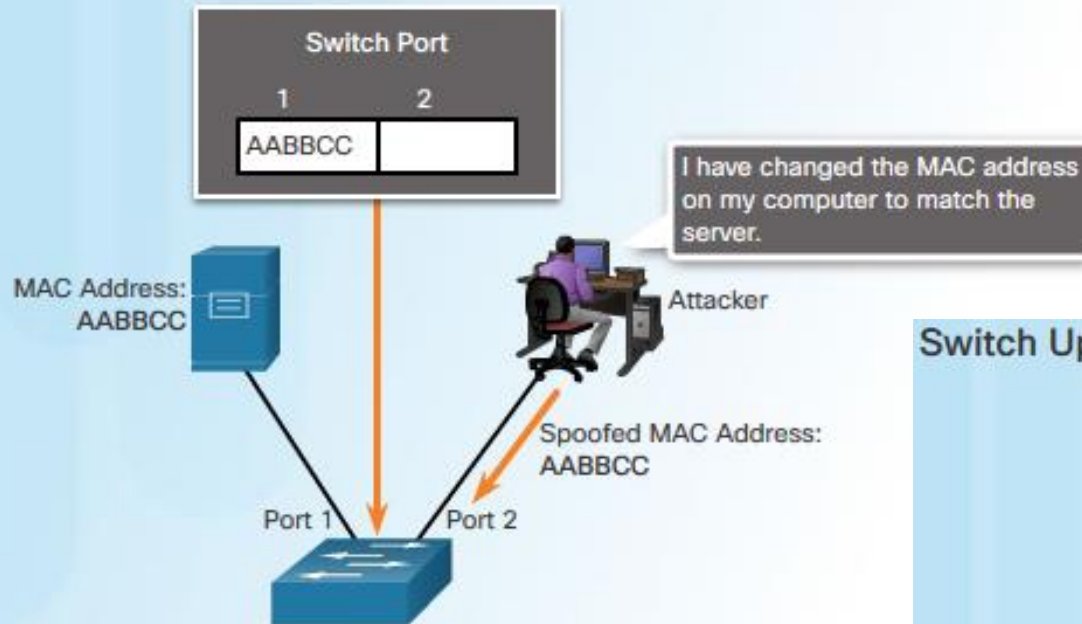 Switch Port
1 2
AABBCC
I have changed the MAC address
on my computer to match the
server.
MAC Address:
AABBCC
Attacker
Switch Up
Spoofed MAC Address:
AABBCC
Port 1
Port 2